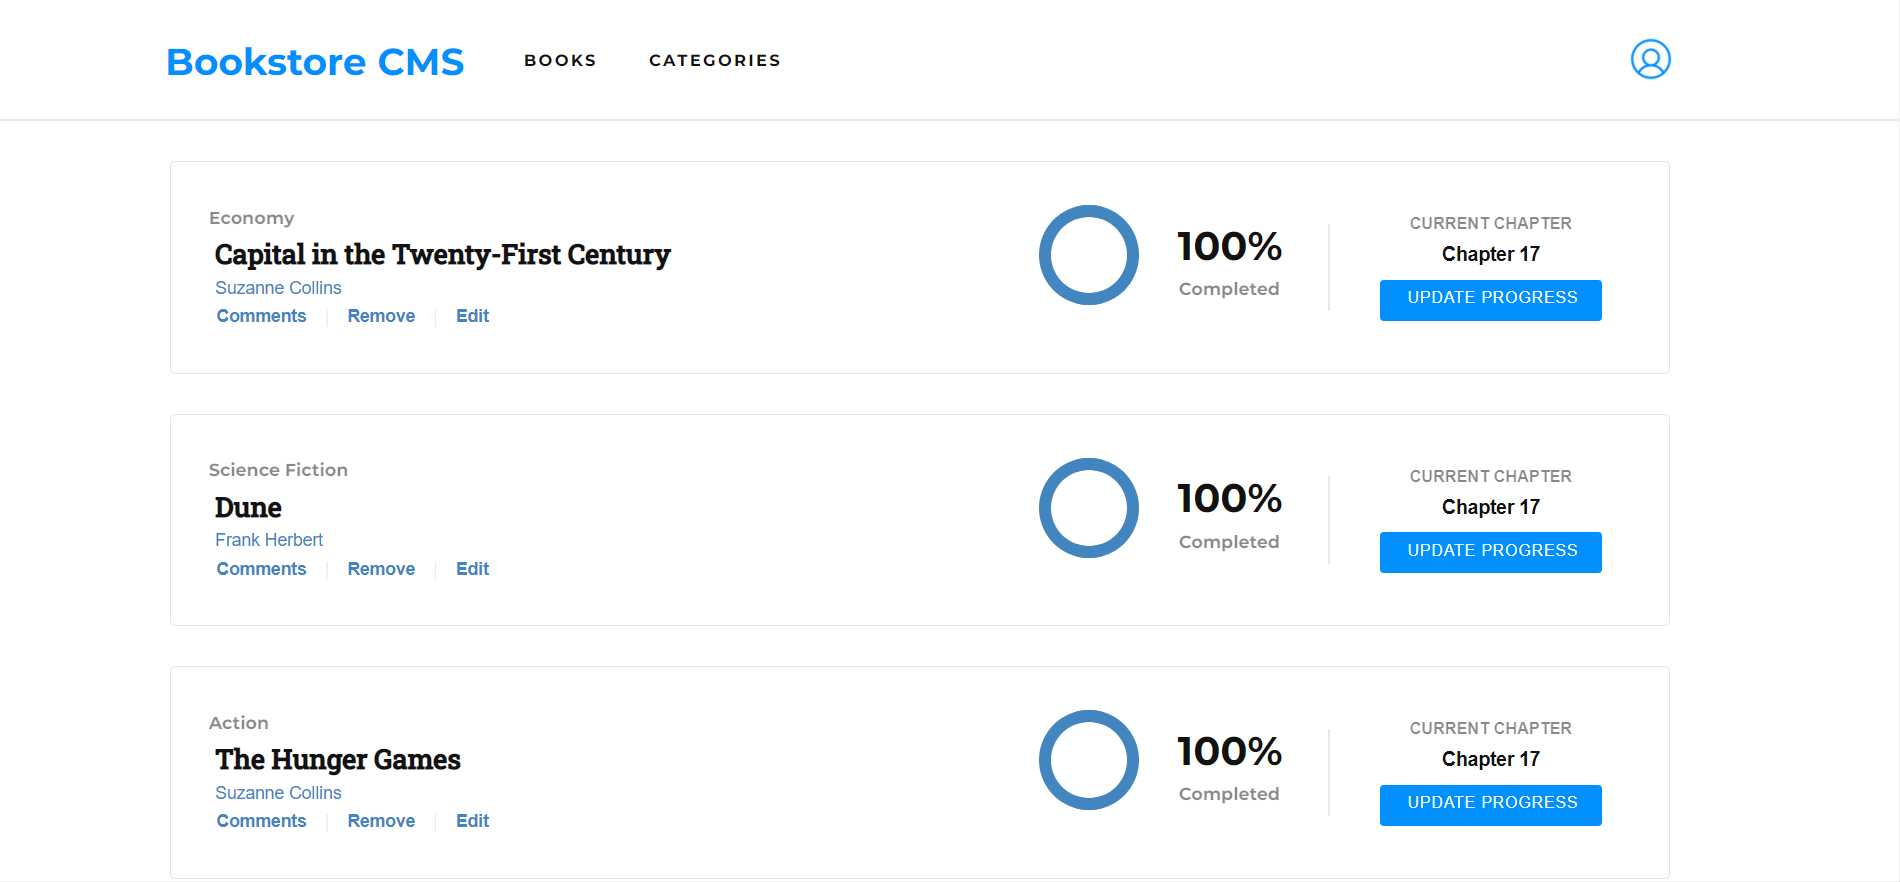 Bookstore CMS BOOKS CATEGORIES
Economy
Capital in the Twenty-First Century
Suzanne Collins
Comments Remove Edit
100%
Completed
CURRENT CHAPTER
Chapter 17
UPDATE PROGRESS
Science Fiction
Dune
Frank Herbert
Comments Remove Edit
100%
Completed
CURRENT CHAPTER
Chapter 17
UPDATE PROGRESS
Action
The Hunger Games
Suzanne Collins
Comments Remove Edit
100%
Completed
CURRENT CHAPTER
Chapter 17
UPDATE PROGRESS